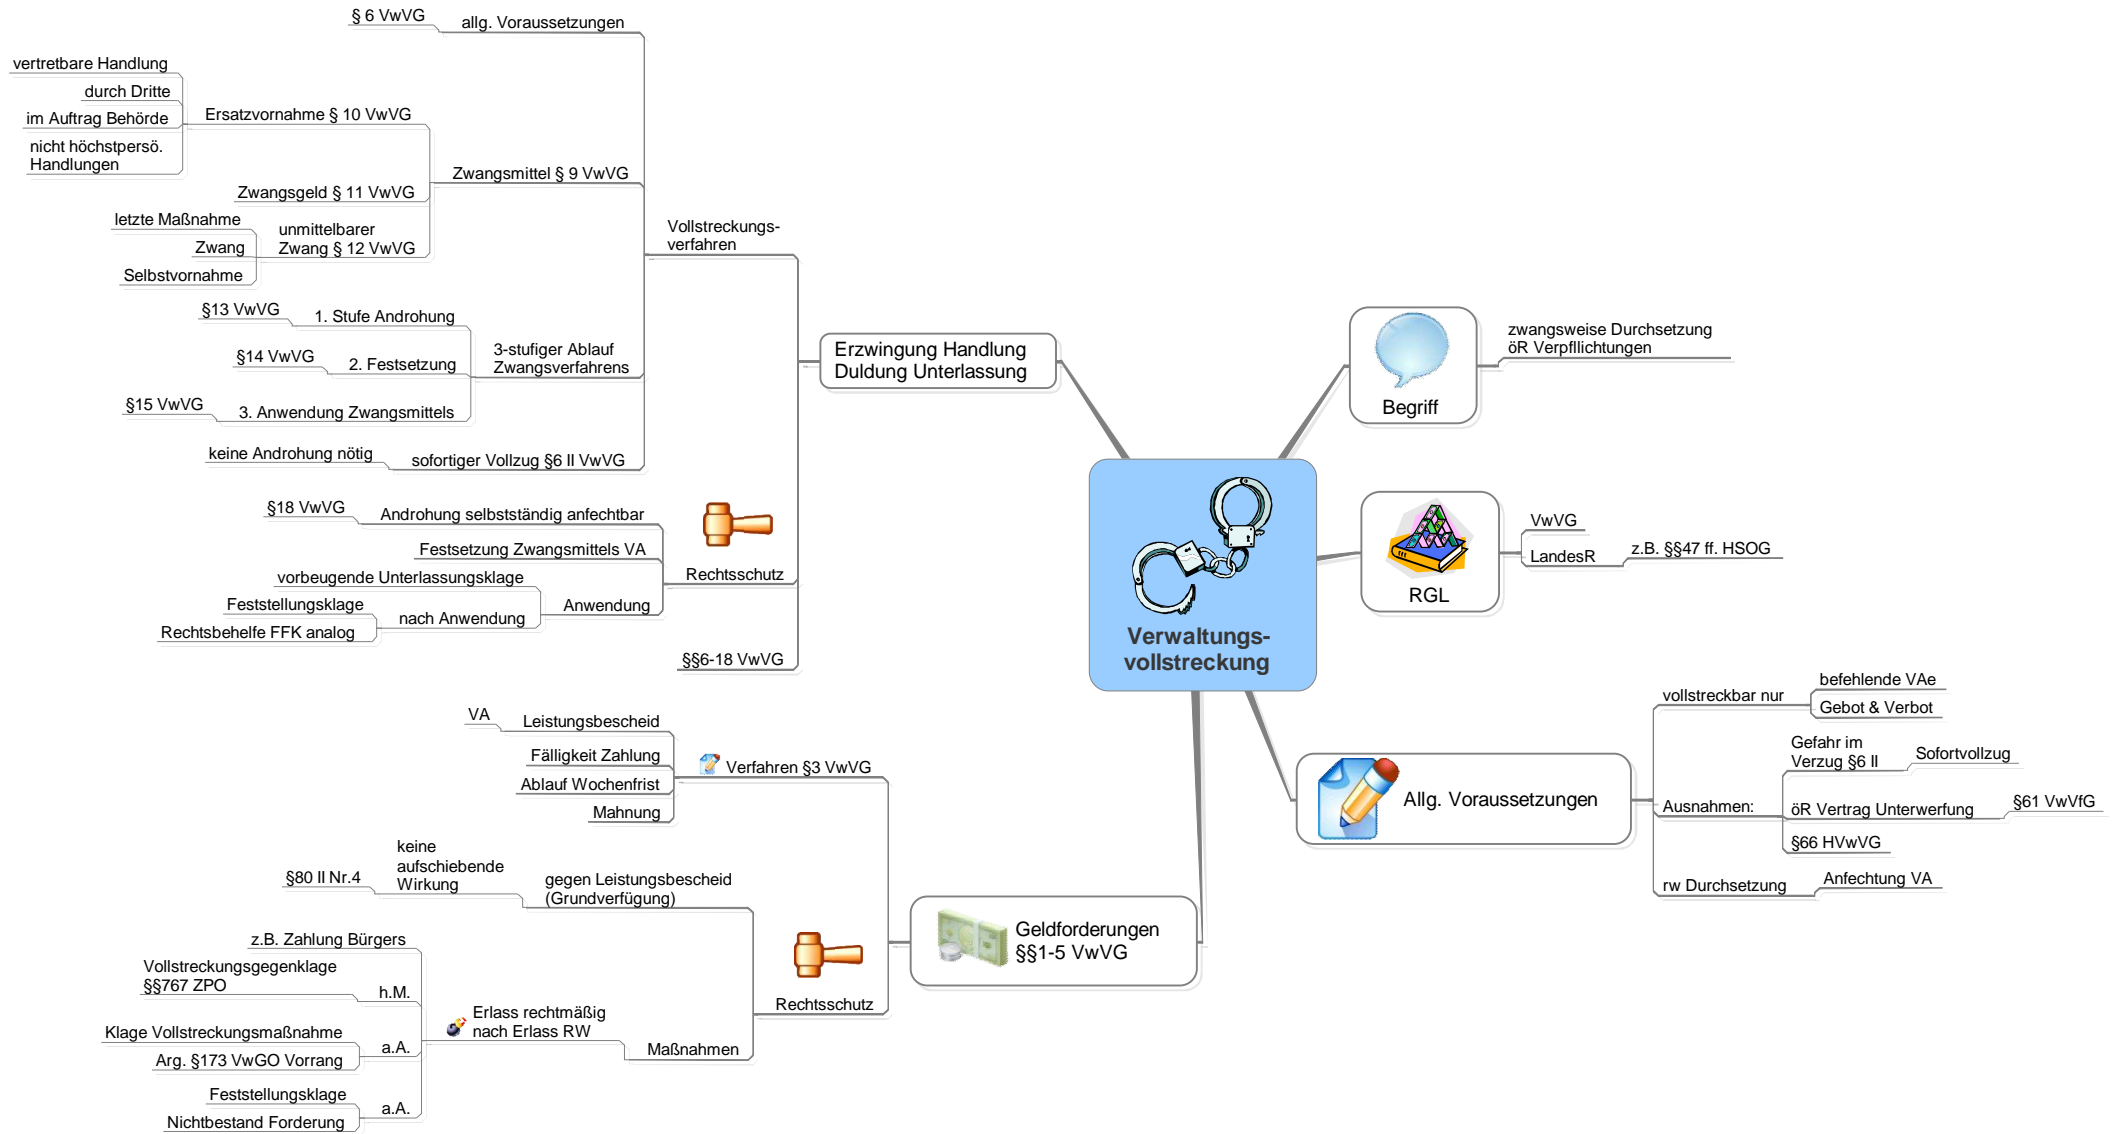 Verwaltungs-
vollstreckung
Begriff
zwangsweise Durchsetzung
öR Verpfllichtungen
RGL
VwVG
LandesR
z.B. §§47 ff. HSOG
Allg. Voraussetzungen
vollstreckbar nur
befehlende VAe
Gebot & Verbot
Ausnahmen:
Gefahr im
Verzug §6 II
Sofortvollzug
öR Vertrag Unterwerfung
§61 VwVfG
§66 HVwVG
rw Durchsetzung
Anfechtung VA
Geldforderungen
§§1-5 VwVG
Verfahren §3 VwVG
Leistungsbescheid
VA
Fälligkeit Zahlung
Ablauf Wochenfrist
Mahnung
Rechtsschutz
gegen Leistungsbescheid
(Grundverfügung)
keine
aufschiebende
Wirkung
§80 II Nr.4
Maßnahmen
Erlass rechtmäßig
nach Erlass RW
z.B. Zahlung Bürgers
h.M.
Vollstreckungsgegenklage
§§767 ZPO
a.A.
Klage Vollstreckungsmaßnahme
Arg. §173 VwGO Vorrang
a.A.
Feststellungsklage
Nichtbestand Forderung
Erzwingung Handlung
Duldung Unterlassung
Vollstreckungs-
verfahren
allg. Voraussetzungen
§ 6 VwVG
Zwangsmittel § 9 VwVG
Ersatzvornahme § 10 VwVG
vertretbare Handlung
durch Dritte
im Auftrag Behörde
nicht höchstpersö.
Handlungen
Zwangsgeld § 11 VwVG
unmittelbarer
Zwang § 12 VwVG
letzte Maßnahme
Zwang
Selbstvornahme
3-stufiger Ablauf
Zwangsverfahrens
1. Stufe Androhung
§13 VwVG
2. Festsetzung
§14 VwVG
3. Anwendung Zwangsmittels
§15 VwVG
sofortiger Vollzug §6 II VwVG
keine Androhung nötig
Rechtsschutz
Androhung selbstständig anfechtbar
§18 VwVG
Festsetzung Zwangsmittels VA
Anwendung
vorbeugende Unterlassungsklage
nach Anwendung
Feststellungsklage
Rechtsbehelfe FFK analog
§§6-18 VwVG